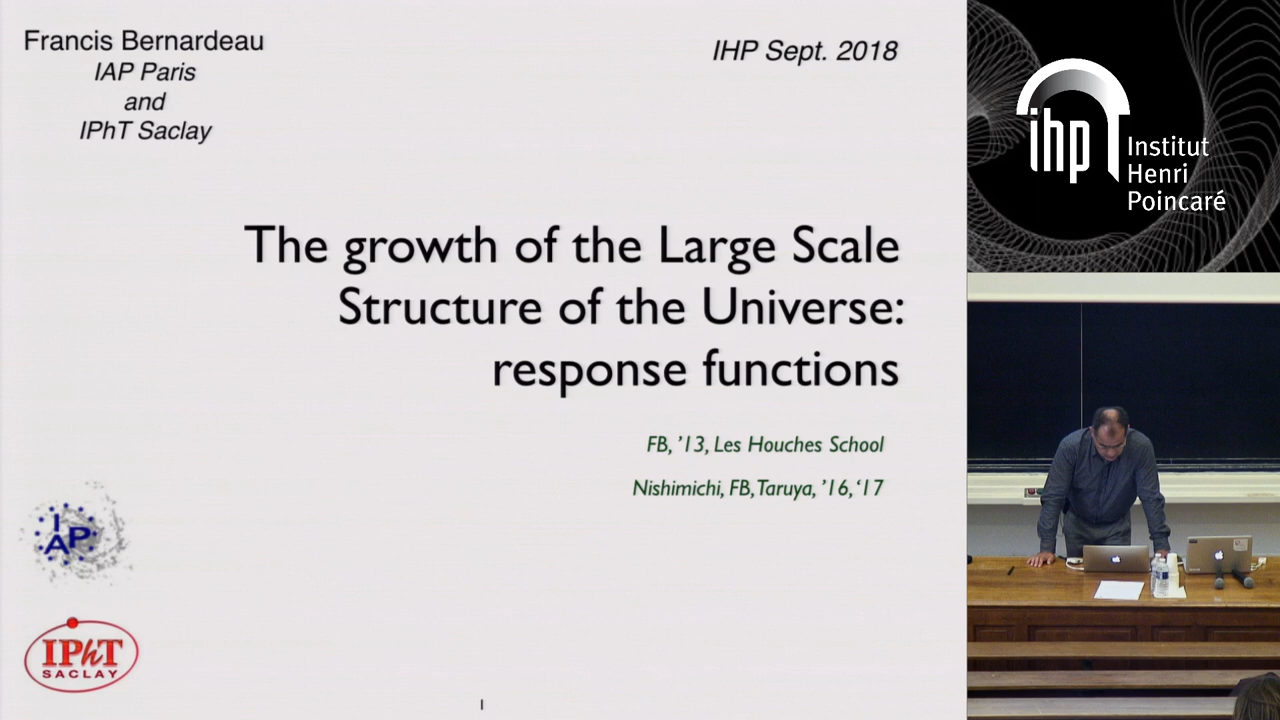 Francis Bernardeau
IAP Paris
and
IPhT Saclay
IHP Sept. 2018
The growth of the Large Scale
Structure of the Universe:
response functions
FB, ’13, Les Houches School
Nishimichi, FB, Taruya, ’16, ‘17
I
AP
IPhT
SACLAY
1
ihp
Institut
Henri
Poincaré